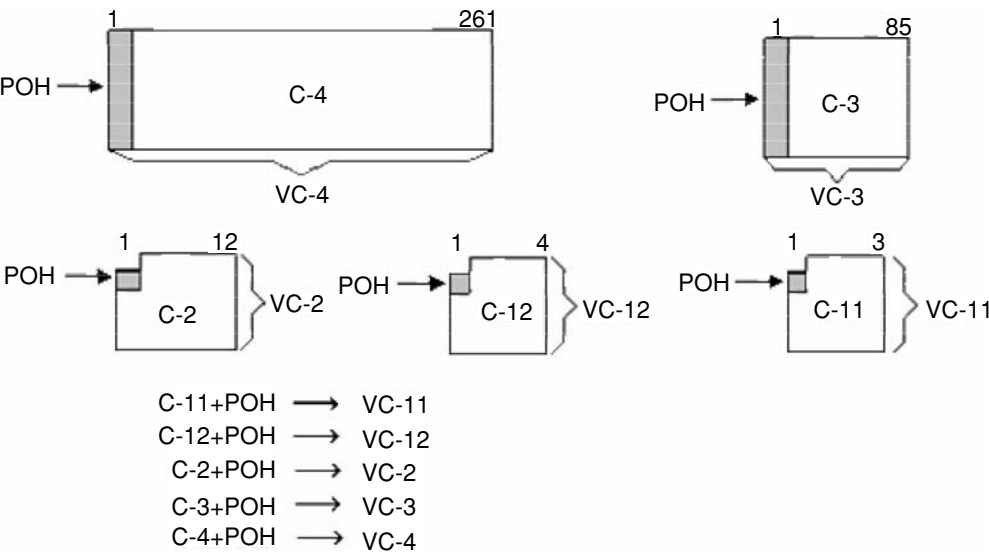 1 261
1 85
POH C-4
POH C-3
VC-4
VC-3
1 12
1 4
1 3
POH C-2 VC-2
POH C-12 VC-12
POH C-11 VC-11
C-11+POH → VC-11
C-12+POH → VC-12
C-2+POH → VC-2
C-3+POH → VC-3
C-4+POH → VC-4